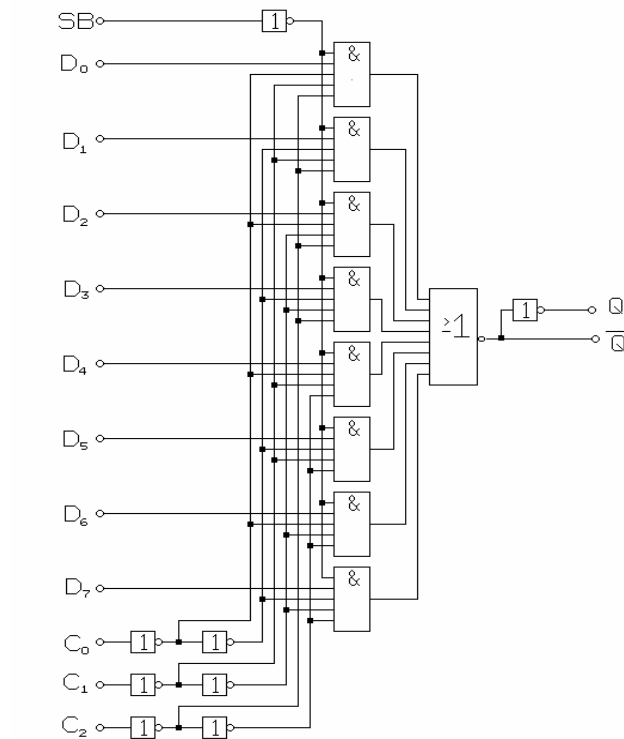 SB 1
D0 &
D1 &
D2 &
D3 &
Q
1
≥1
Q̅
D4 &
D5 &
D6 &
D7 &
C0 1 1
C1 1 1
C2 1 1